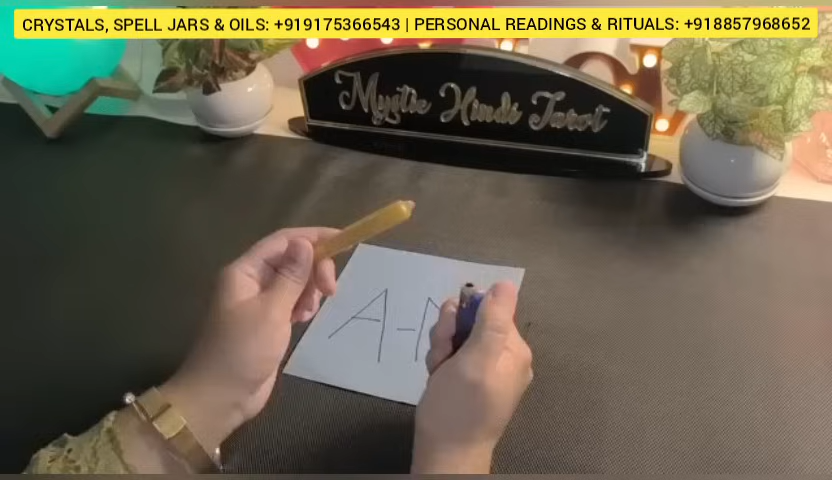 CRYSTALS, SPELL JARS & OILS: +919175366543 | PERSONAL READINGS & RITUALS: +918857968652
Mystic Hindi Tarot
A-